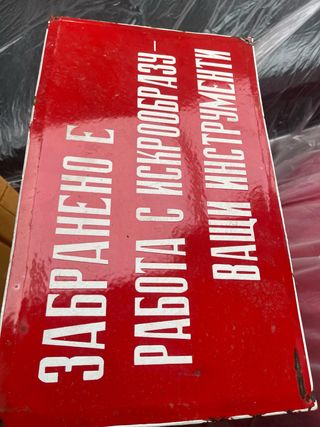 ЗАБРАНЕНО Е
РАБОТА С ИСКРООБРАЗУ–
ВАЩИ ИНСТРУМЕНТИ